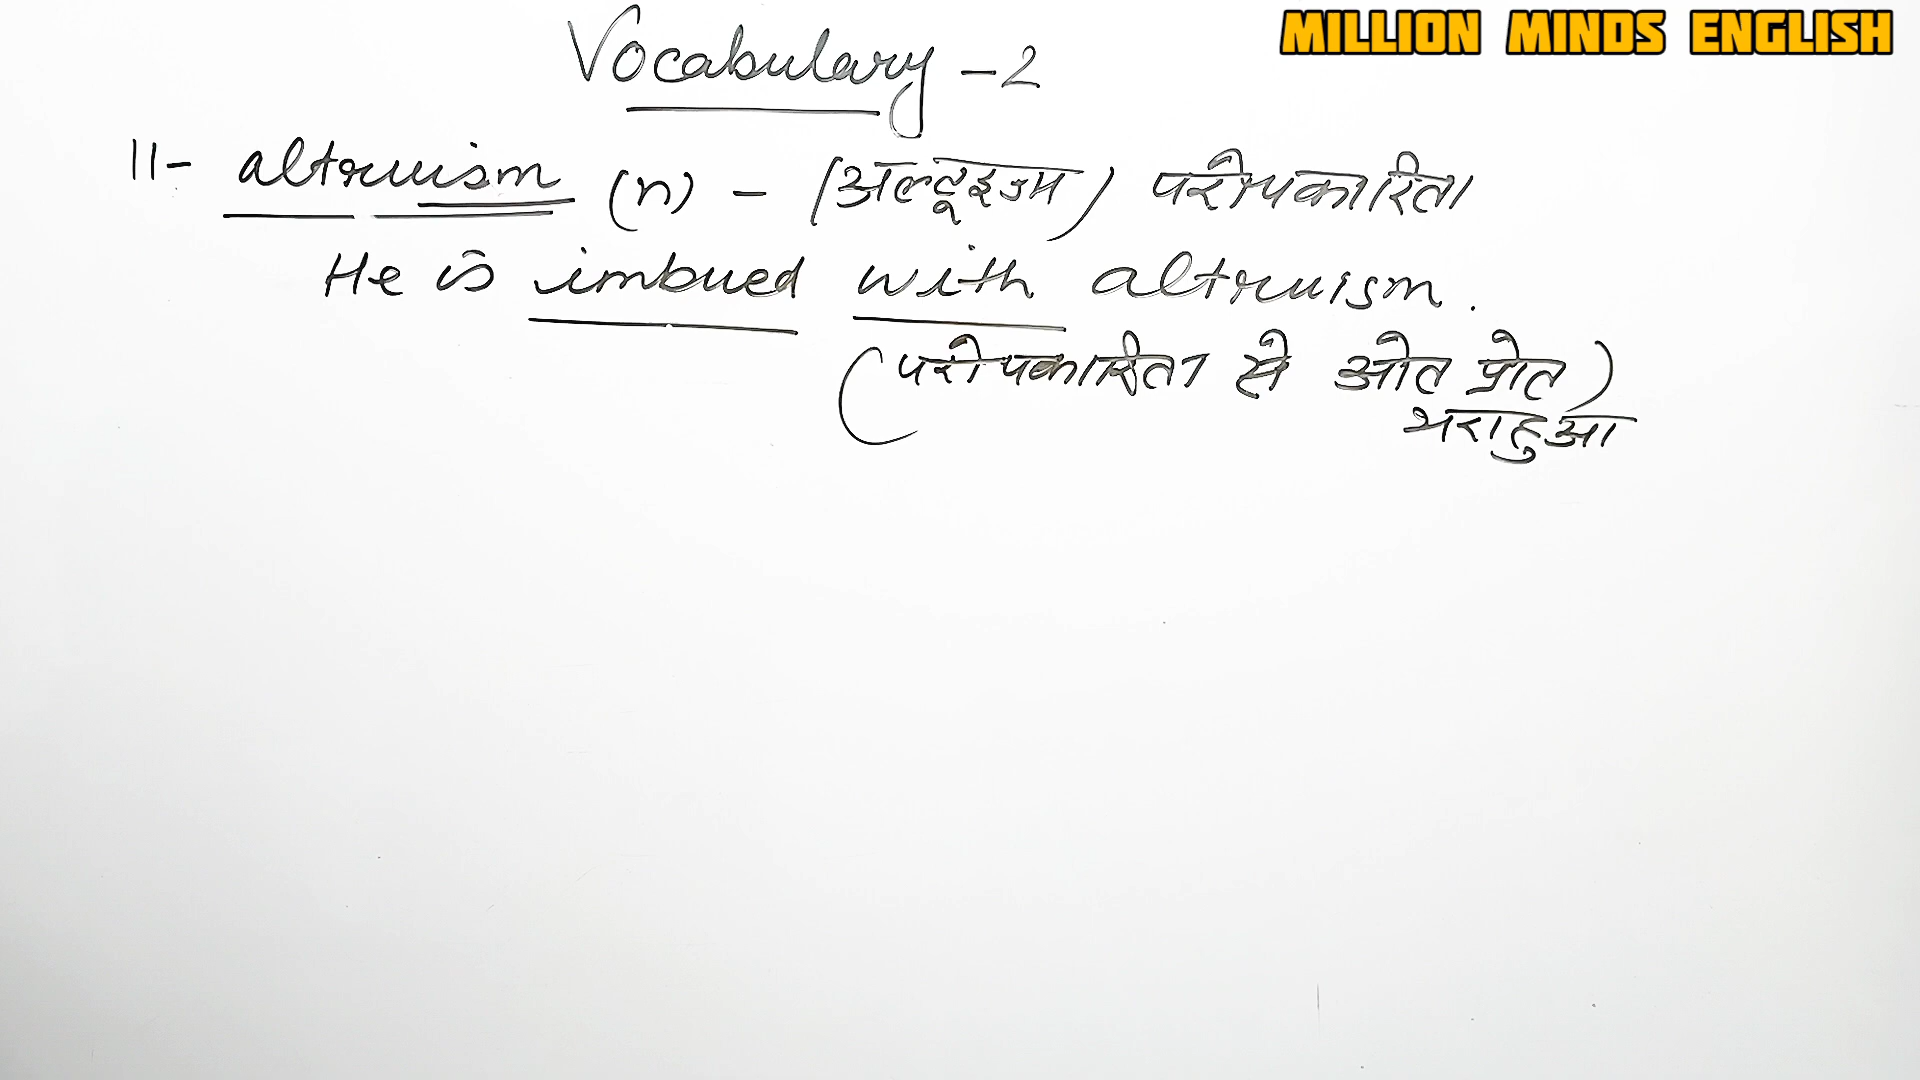 MILLION MINDS ENGLISH
Vocabulary - 2
11- altruism (n) - (अल्ट्रूइज्म) परोपकारिता
He is imbued with altruism.
(परोपकारिता से ओत प्रोत)
भरा हुआ